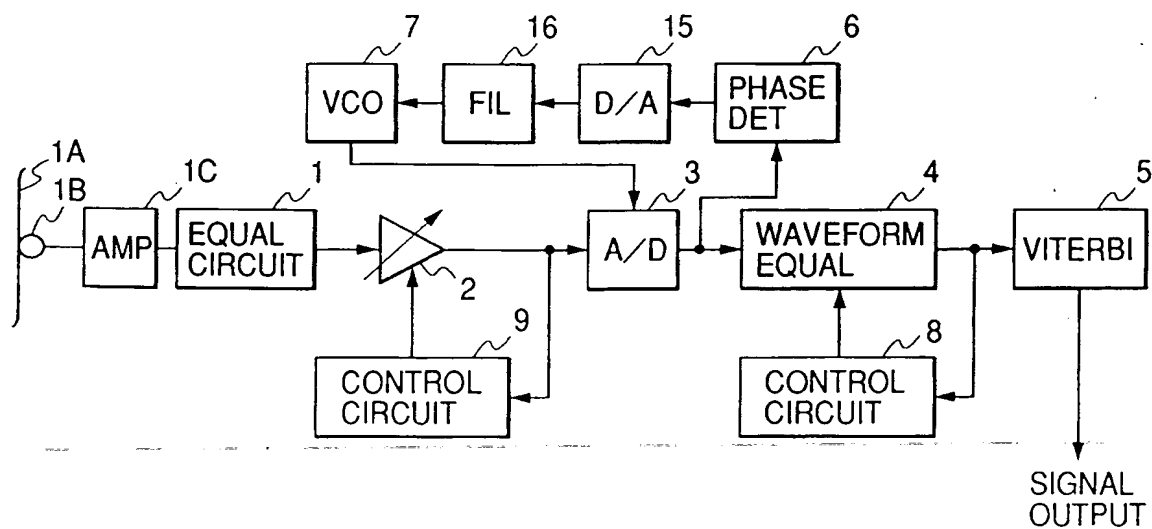 7
16
15
6
VCO
FIL
D/A
PHASE
DET
1A
1B
1C
1
3
4
5
AMP
EQUAL
CIRCUIT
2
A/D
WAVEFORM
EQUAL
VITERBI
9
8
CONTROL
CIRCUIT
CONTROL
CIRCUIT
SIGNAL
OUTPUT